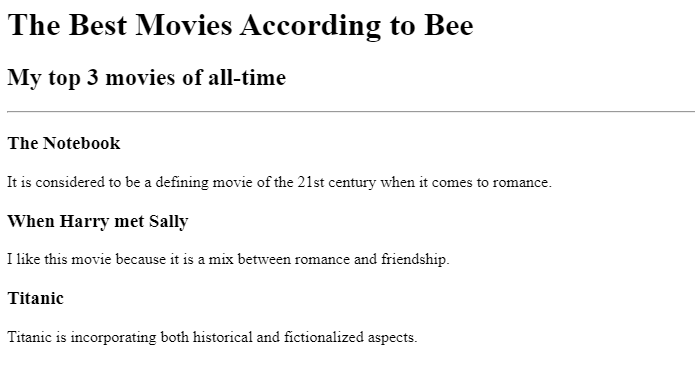 The Best Movies According to Bee
My top 3 movies of all-time
The Notebook
It is considered to be a defining movie of the 21st century when it comes to romance.
When Harry met Sally
I like this movie because it is a mix between romance and friendship.
Titanic
Titanic is incorporating both historical and fictionalized aspects.